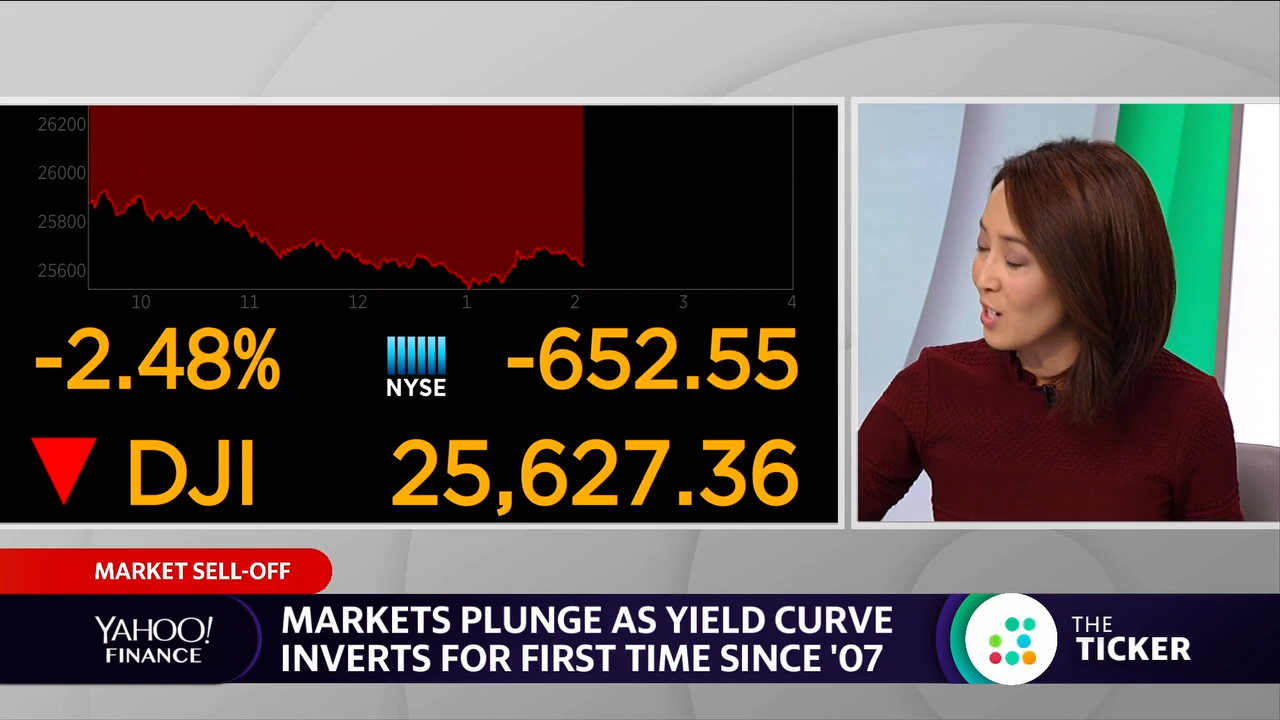 26200
26000
25800
25600
10 11 12 1 2 3 4
-2.48% NYSE -652.55
DJI 25,627.36
MARKET SELL-OFF
YAHOO!
FINANCE
MARKETS PLUNGE AS YIELD CURVE
INVERTS FOR FIRST TIME SINCE '07
THE
TICKER